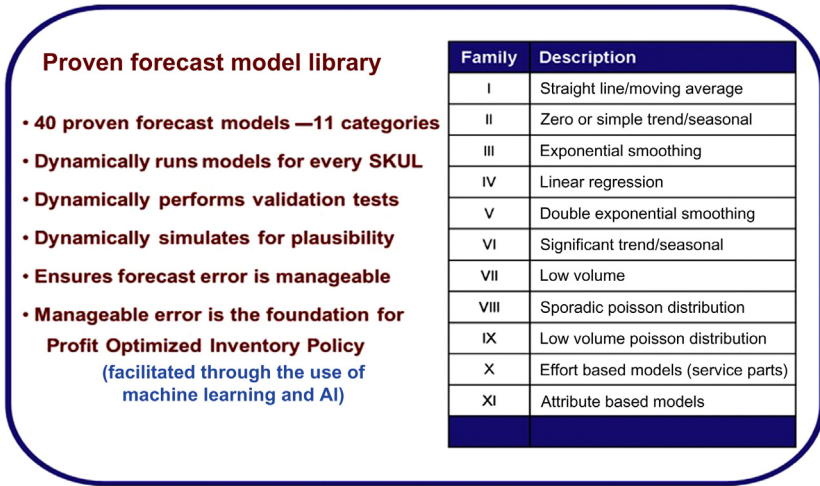 Proven forecast model library
• 40 proven forecast models —11 categories
• Dynamically runs models for every SKUL
• Dynamically performs validation tests
• Dynamically simulates for plausibility
• Ensures forecast error is manageable
• Manageable error is the foundation for
Profit Optimized Inventory Policy
(facilitated through the use of
machine learning and AI)
Family Description
I Straight line/moving average
II Zero or simple trend/seasonal
III Exponential smoothing
IV Linear regression
V Double exponential smoothing
VI Significant trend/seasonal
VII Low volume
VIII Sporadic poisson distribution
IX Low volume poisson distribution
X Effort based models (service parts)
XI Attribute based models